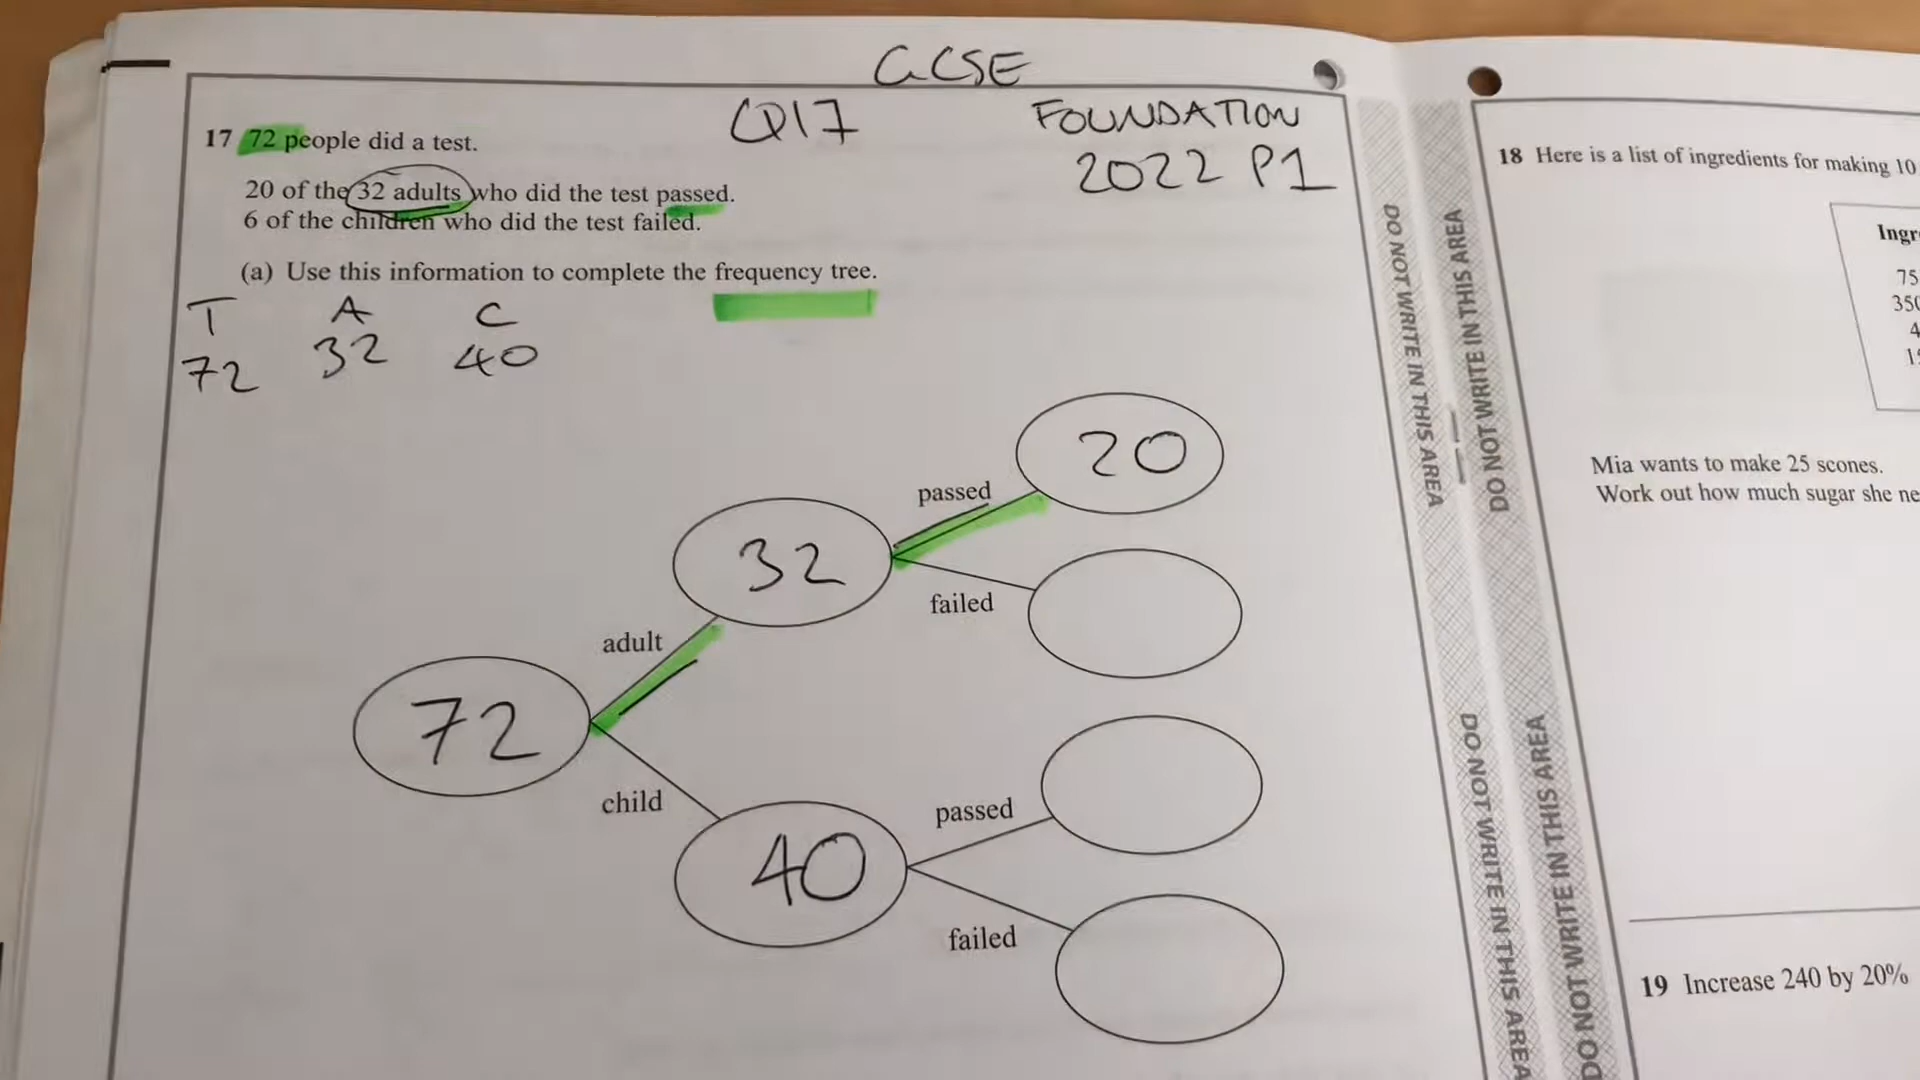 GCSE
Q17
FOUNDATION
2022 P1
17 72 people did a test.
20 of the 32 adults who did the test passed.
6 of the children who did the test failed.
(a) Use this information to complete the frequency tree.
T A C
72 32 40
20
passed
32
failed
adult
72
child
passed
40
failed
DO NOT WRITE IN THIS AREA
DO NOT WRITE IN THIS AREA
DO NOT WRITE IN THIS AREA
DO NOT WRITE IN THIS AREA
18 Here is a list of ingredients for making 10
Ingr
75
350
4
Mia wants to make 25 scones.
Work out how much sugar she ne
19 Increase 240 by 20%